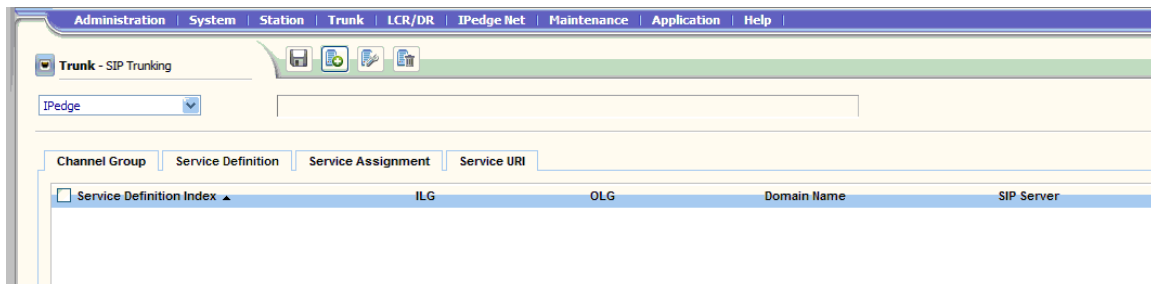 Administration | System | Station | Trunk | LCR/DR | IPedge Net | Maintenance | Application | Help |
Trunk - SIP Trunking
IPedge
Channel Group Service Definition Service Assignment Service URI
Service Definition Index ILG OLG Domain Name SIP Server